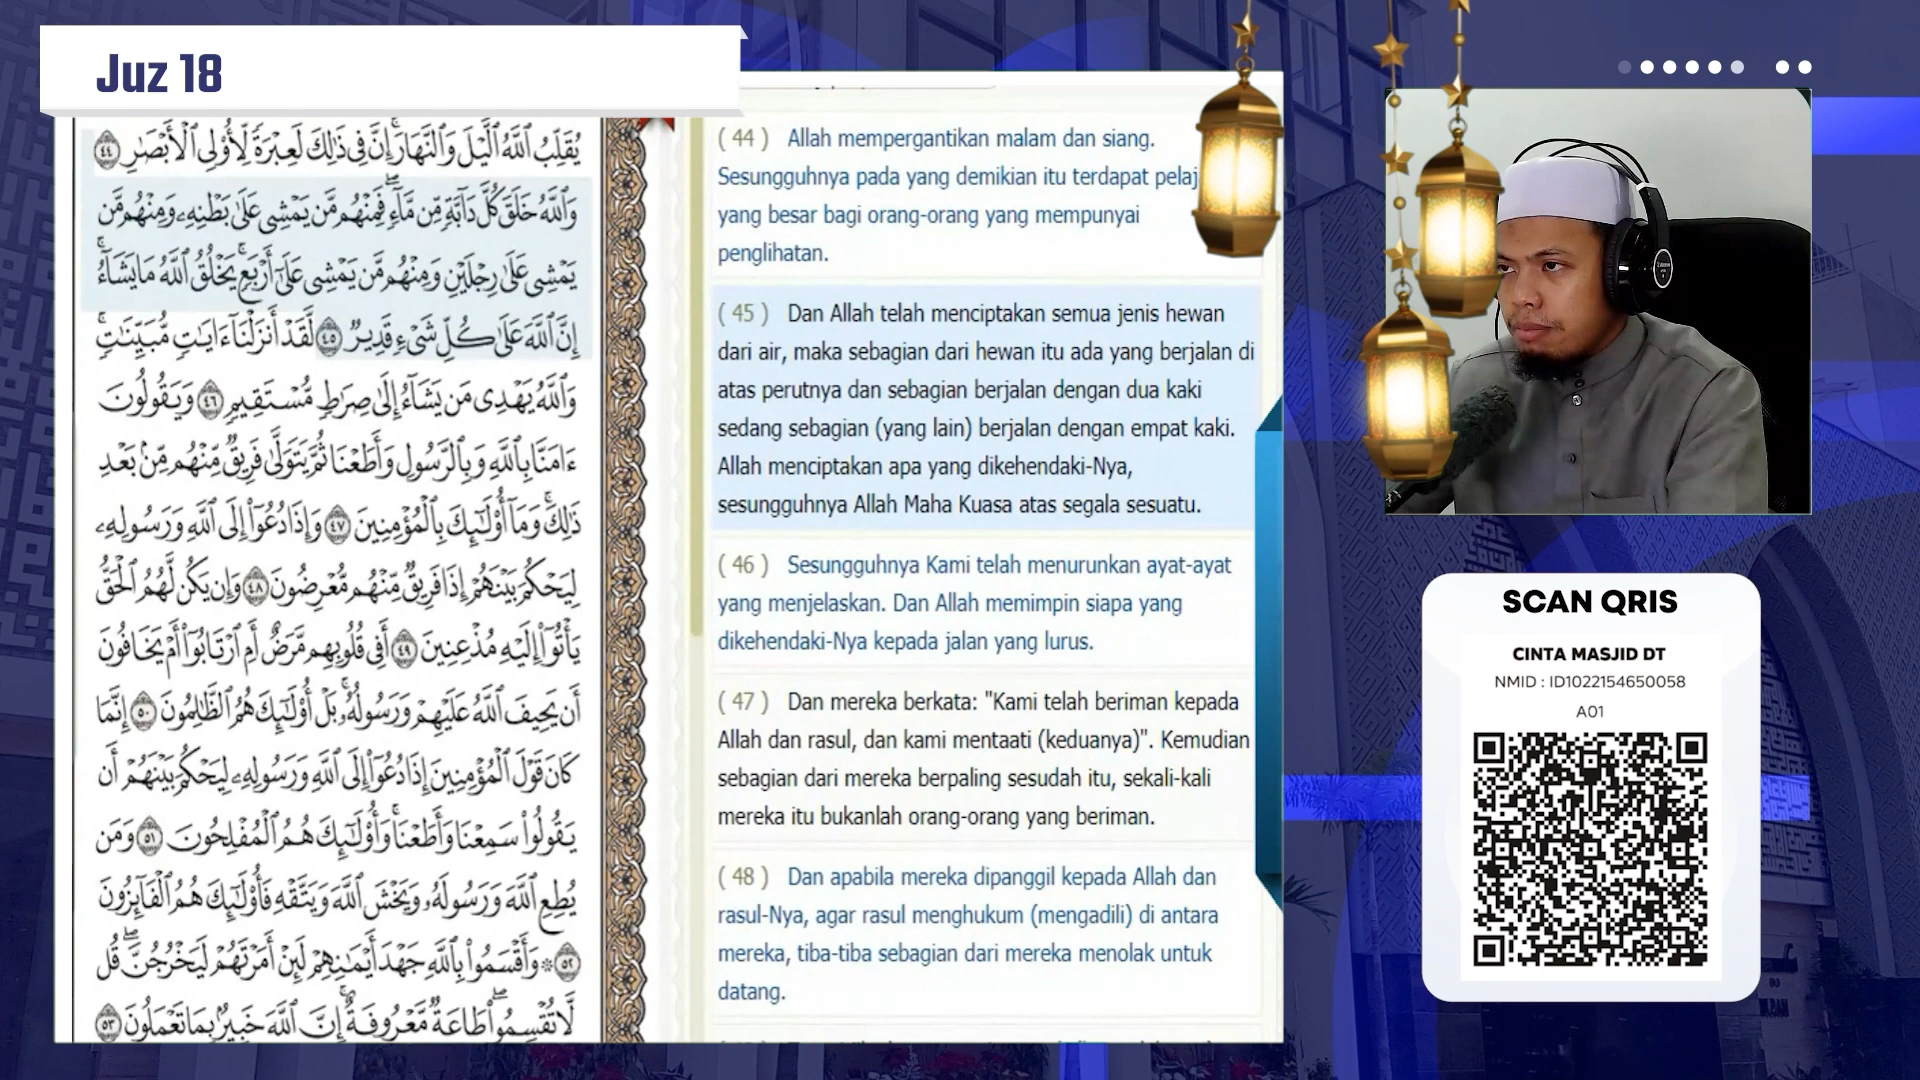 Juz 18
يُقَلِّبُ ٱللَّهُ ٱلَّيْلَ وَٱلنَّهَارَ ۚ إِنَّ فِى ذَٰلِكَ لَعِبْرَةً لِّأُو۟لِى ٱلْأَبْصَٰرِ ٤٤
وَٱللَّهُ خَلَقَ كُلَّ دَآبَّةٍ مِّن مَّآءٍ ۖ فَمِنْهُم مَّن يَمْشِى عَلَىٰ بَطْنِهِۦ وَمِنْهُم مَّن
يَمْشِى عَلَىٰ رِجْلَيْنِ وَمِنْهُم مَّن يَمْشِى عَلَىٰٓ أَرْبَعٍ ۚ يَخْلُقُ ٱللَّهُ مَا يَشَآءُ ۚ
إِنَّ ٱللَّهَ عَلَىٰ كُلِّ شَىْءٍ قَدِيرٌ ٤٥ لَّقَدْ أَنزَلْنَآ ءَايَٰتٍ مُّبَيِّنَٰتٍ ۚ
وَٱللَّهُ يَهْدِى مَن يَشَآءُ إِلَىٰ صِرَٰطٍ مُّسْتَقِيمٍ ٤٦ وَيَقُولُونَ
ءَامَنَّا بِٱللَّهِ وَبِٱلرَّسُولِ وَأَطَعْنَا ثُمَّ يَتَوَلَّىٰ فَرِيقٌ مِّنْهُم مِّنۢ بَعْدِ
ذَٰلِكَ ۚ وَمَآ أُو۟لَٰٓئِكَ بِٱلْمُؤْمِنِينَ ٤٧ وَإِذَا دُعُوٓا۟ إِلَى ٱللَّهِ وَرَسُولِهِۦ
لِيَحْكُمَ بَيْنَهُمْ إِذَا فَرِيقٌ مِّنْهُم مُّعْرِضُونَ ٤٨ وَإِن يَكُن لَّهُمُ ٱلْحَقُّ
يَأْتُوٓا۟ إِلَيْهِ مُذْعِنِينَ ٤٩ أَفِى قُلُوبِهِم مَّرَضٌ أَمِ ٱرْتَابُوٓا۟ أَمْ يَخَافُونَ
أَن يَحِيفَ ٱللَّهُ عَلَيْهِمْ وَرَسُولُهُۥ ۚ بَلْ أُو۟لَٰٓئِكَ هُمُ ٱلظَّٰلِمُونَ ٥٠ إِنَّمَا
كَانَ قَوْلَ ٱلْمُؤْمِنِينَ إِذَا دُعُوٓا۟ إِلَى ٱللَّهِ وَرَسُولِهِۦ لِيَحْكُمَ بَيْنَهُمْ أَن
يَقُولُوا۟ سَمِعْنَا وَأَطَعْنَا ۚ وَأُو۟لَٰٓئِكَ هُمُ ٱلْمُفْلِحُونَ ٥١ وَمَن
يُطِعِ ٱللَّهَ وَرَسُولَهُۥ وَيَخْشَ ٱللَّهَ وَيَتَّقْهِ فَأُو۟لَٰٓئِكَ هُمُ ٱلْفَآئِزُونَ
٥٢ ۞ وَأَقْسَمُوا۟ بِٱللَّهِ جَهْدَ أَيْمَٰنِهِمْ لَئِنْ أَمَرْتَهُمْ لَيَخْرُجُنَّ ۖ قُل
لَّا تُقْسِمُوا۟ ۖ طَاعَةٌ مَّعْرُوفَةٌ ۚ إِنَّ ٱللَّهَ خَبِيرٌۢ بِمَا تَعْمَلُونَ ٥٣
( 44 ) Allah mempergantikan malam dan siang.
Sesungguhnya pada yang demikian itu terdapat pelaj
yang besar bagi orang-orang yang mempunyai
penglihatan.
( 45 ) Dan Allah telah menciptakan semua jenis hewan
dari air, maka sebagian dari hewan itu ada yang berjalan di
atas perutnya dan sebagian berjalan dengan dua kaki
sedang sebagian (yang lain) berjalan dengan empat kaki.
Allah menciptakan apa yang dikehendaki-Nya,
sesungguhnya Allah Maha Kuasa atas segala sesuatu.
( 46 ) Sesungguhnya Kami telah menurunkan ayat-ayat
yang menjelaskan. Dan Allah memimpin siapa yang
dikehendaki-Nya kepada jalan yang lurus.
( 47 ) Dan mereka berkata: "Kami telah beriman kepada
Allah dan rasul, dan kami mentaati (keduanya)". Kemudian
sebagian dari mereka berpaling sesudah itu, sekali-kali
mereka itu bukanlah orang-orang yang beriman.
( 48 ) Dan apabila mereka dipanggil kepada Allah dan
rasul-Nya, agar rasul menghukum (mengadili) di antara
mereka, tiba-tiba sebagian dari mereka menolak untuk
datang.
SCAN QRIS
CINTA MASJID DT
NMID : ID1022154650058
A01